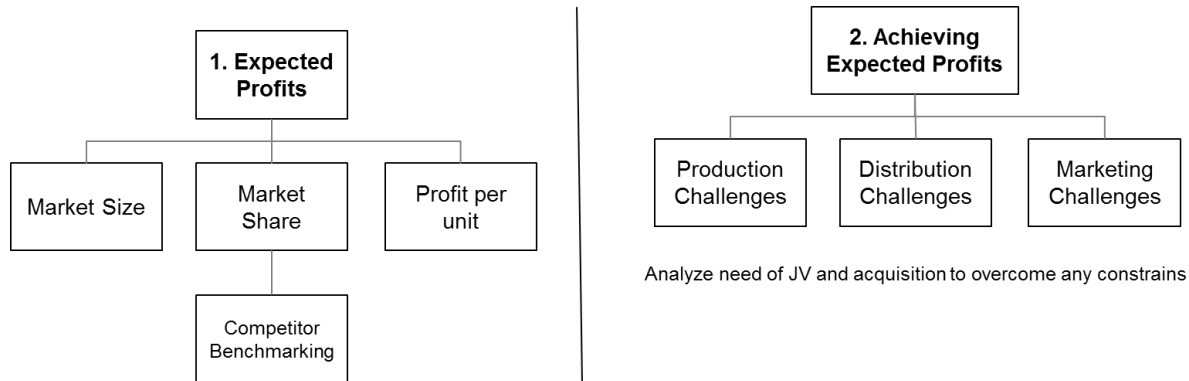 1. Expected
Profits
Market Size
Market
Share
Profit per
unit
Competitor
Benchmarking
2. Achieving
Expected Profits
Production
Challenges
Distribution
Challenges
Marketing
Challenges
Analyze need of JV and acquisition to overcome any constrains